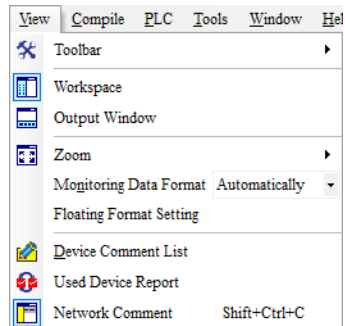 View Compile PLC Tools Window
Toolbar
Workspace
Output Window
Zoom
Monitoring Data Format Automatically
Floating Format Setting
Device Comment List
Used Device Report
Network Comment Shift+Ctrl+C